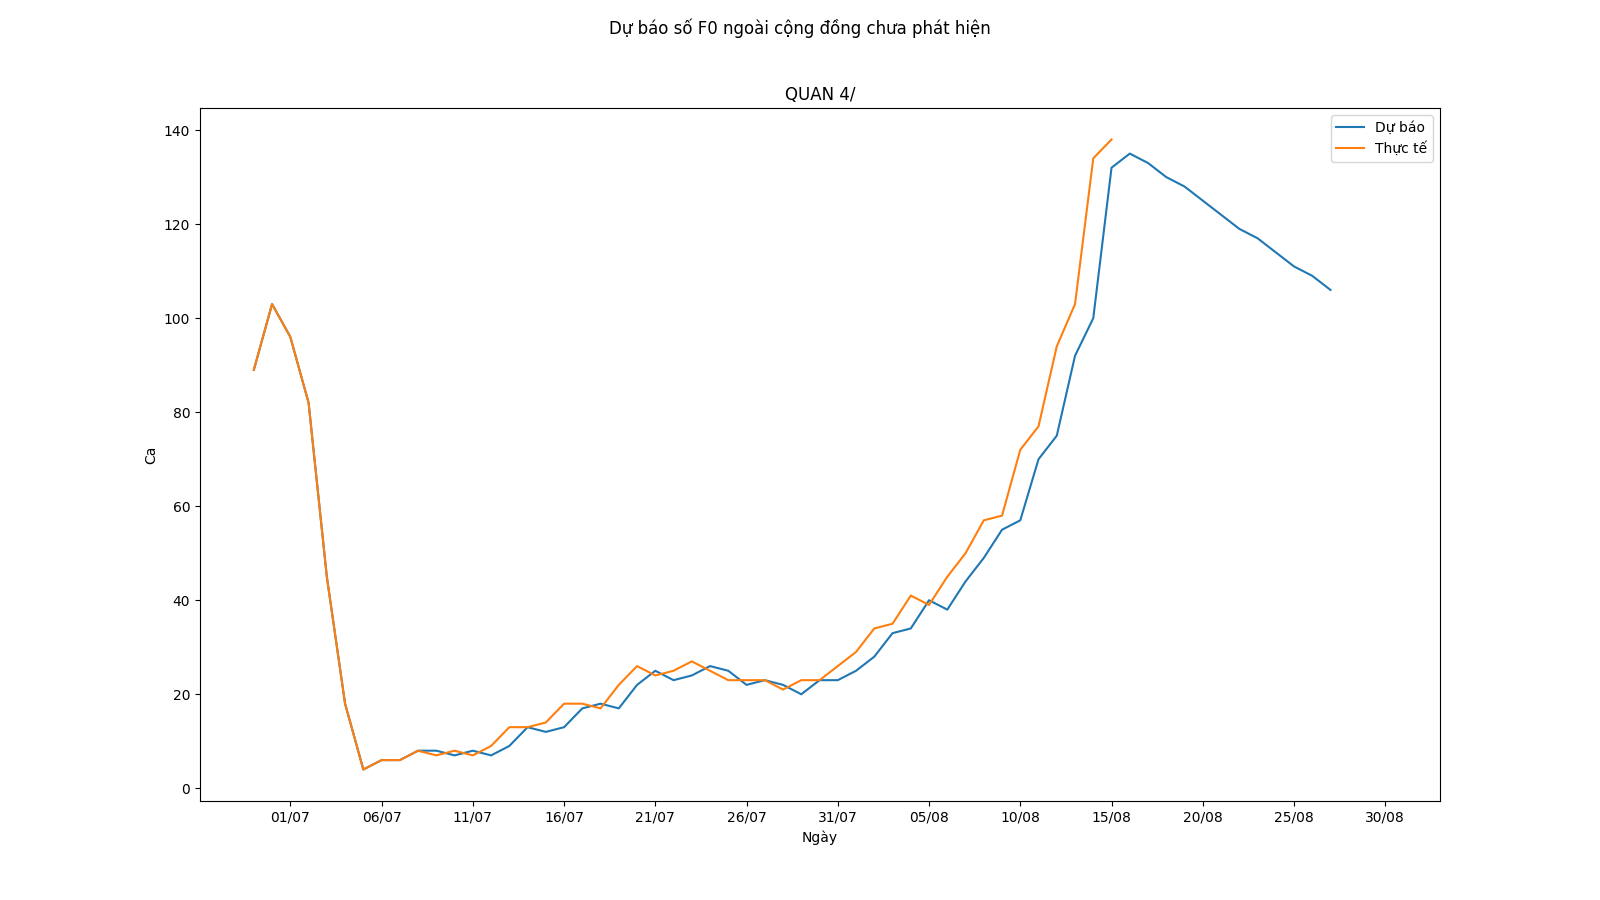 Dự báo số F0 ngoài cộng đồng chưa phát hiện
QUAN 4/
Dự báo
Thực tế
140
120
100
80
60
40
20
0
Ca
01/07 06/07 11/07 16/07 21/07 26/07 31/07 05/08 10/08 15/08 20/08 25/08 30/08
Ngày